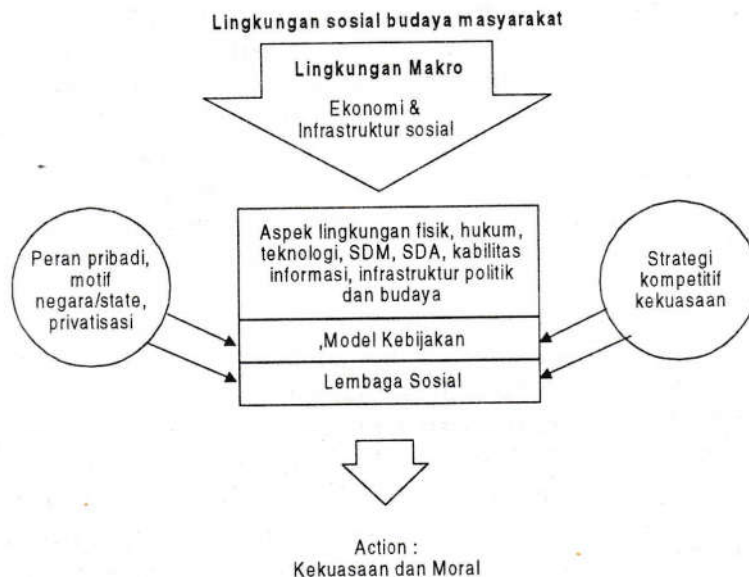 Lingkungan sosial budaya masyarakat
Lingkungan Makro
Ekonomi &
Infrastruktur sosial
Aspek lingkungan fisik, hukum,
teknologi, SDM, SDA, kabilitas
informasi, infrastruktur politik
dan budaya
Peran pribadi,
motif
negara/state,
privatisasi
Strategi
kompetitif
kekuasaan
,Model Kebijakan
Lembaga Sosial
Action :
Kekuasaan dan Moral